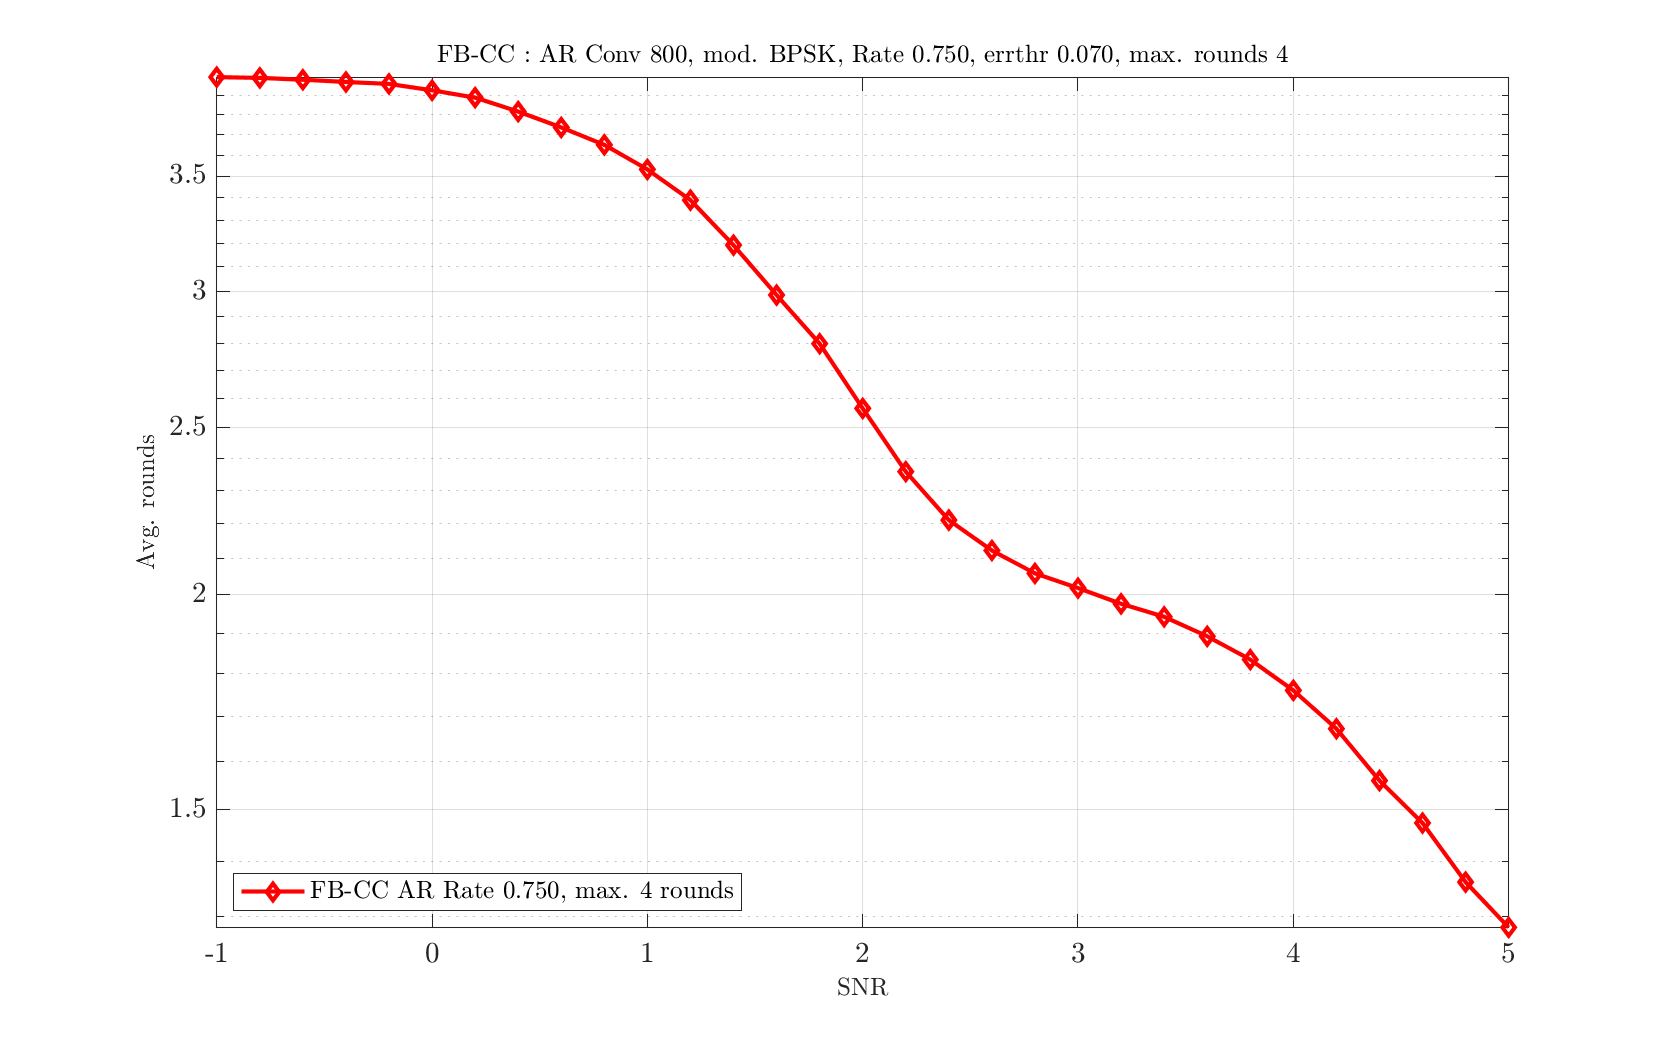 FB-CC : AR Conv 800, mod. BPSK, Rate 0.750, errthr 0.070, max. rounds 4
3.5
3
2.5
2
1.5
Avg. rounds
FB-CC AR Rate 0.750, max. 4 rounds
-1 0 1 2 3 4 5
SNR